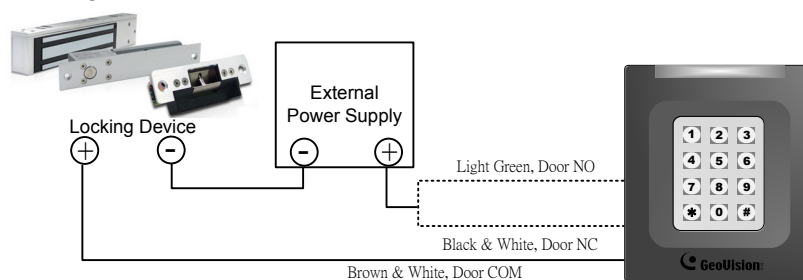 External
Power Supply
Locking Device
+
-
-
+
Light Green, Door NO
Black & White, Door NC
Brown & White, Door COM
1 2 3
4 5 6
7 8 9
* 0 #
GeoVision